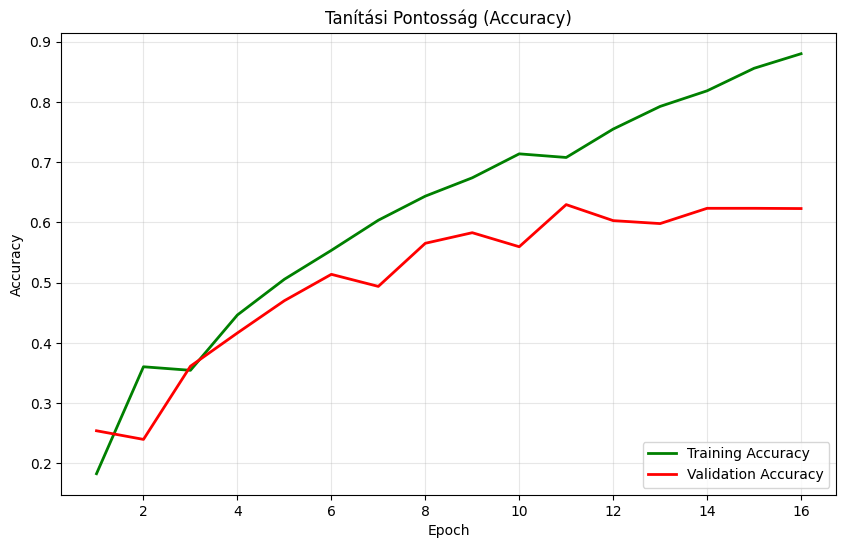 Tanítási Pontosság (Accuracy)
0.9
0.8
0.7
0.6
0.5
0.4
0.3
0.2
Accuracy
Training Accuracy
Validation Accuracy
2 4 6 8 10 12 14 16
Epoch